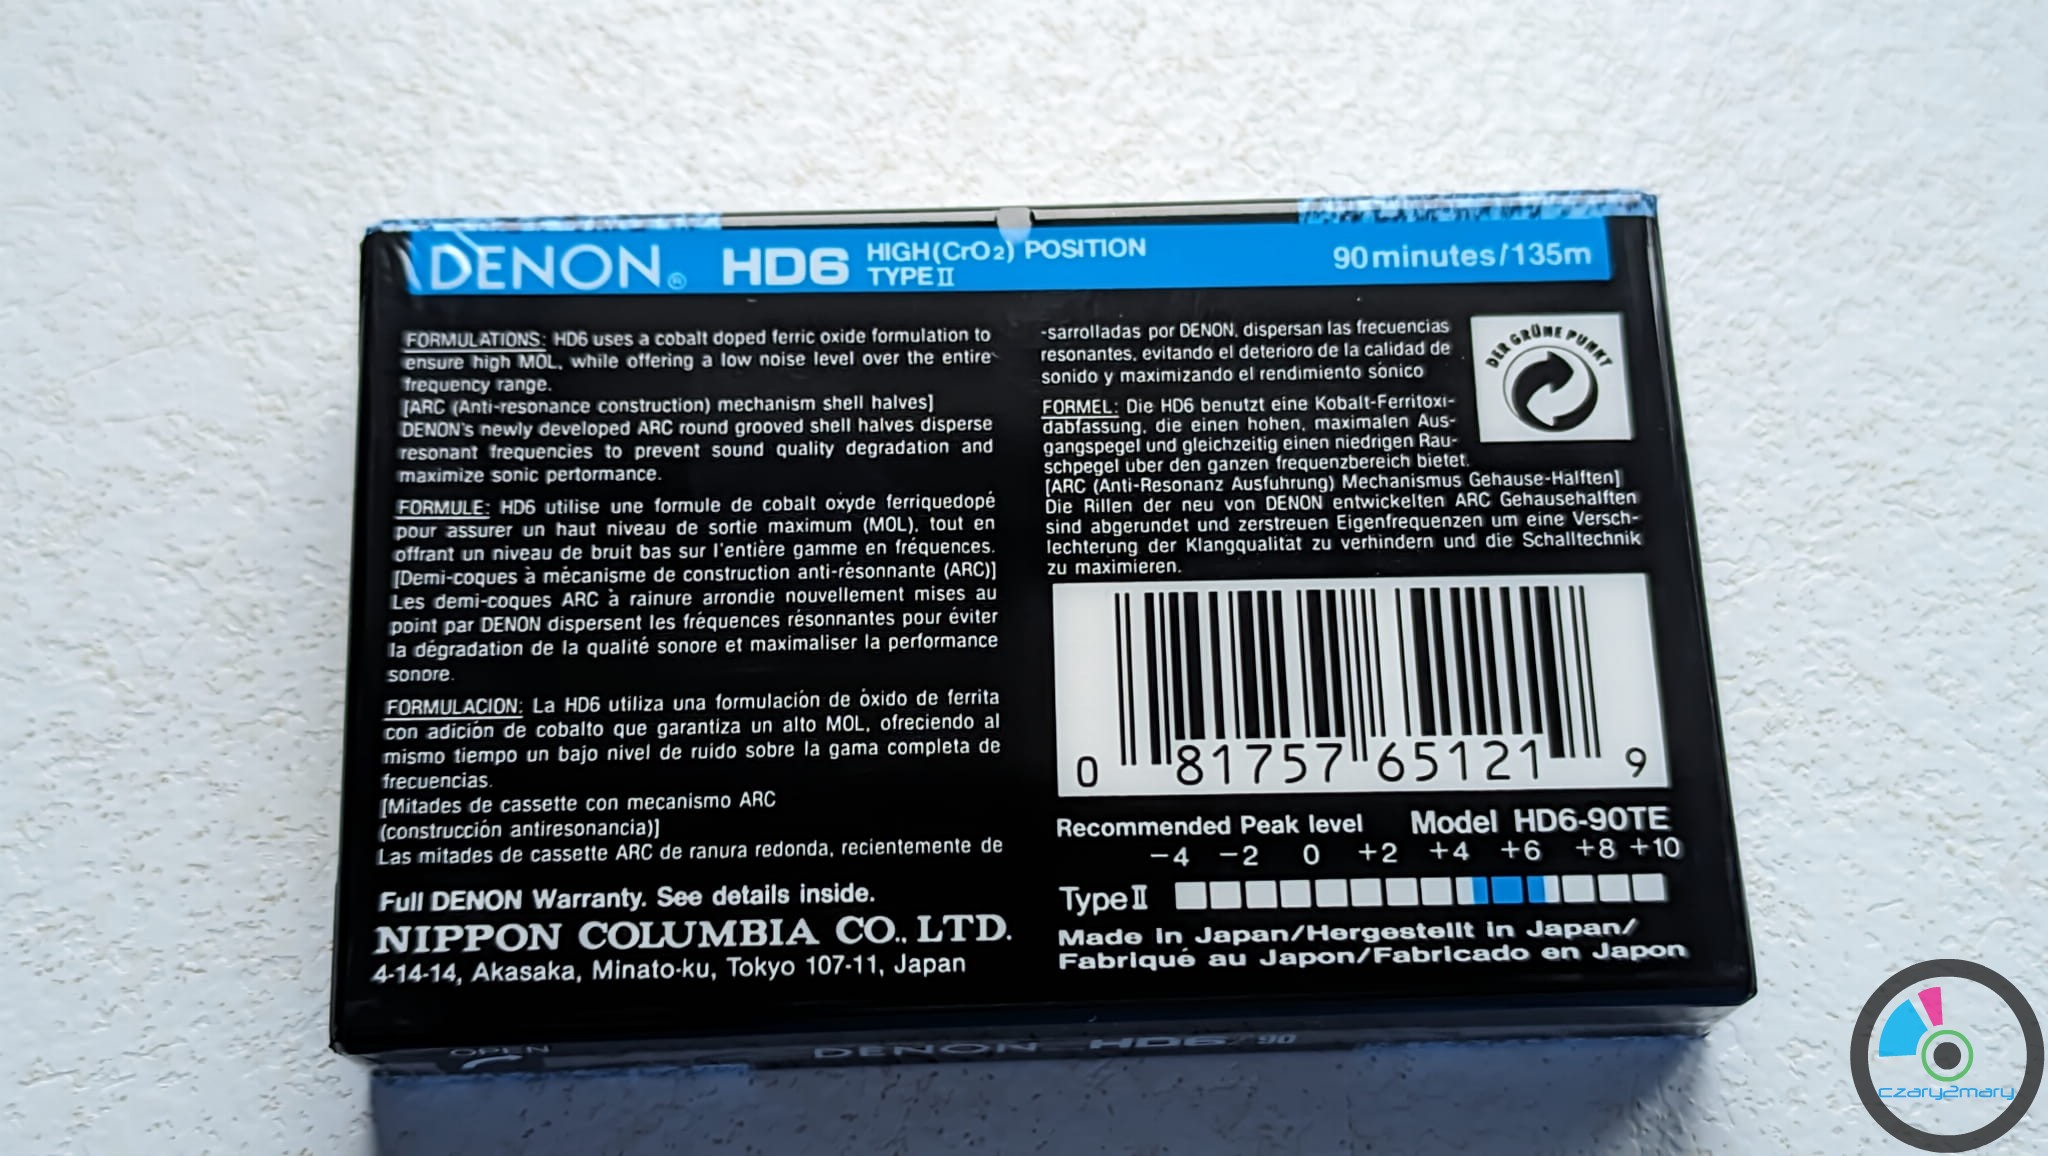 DENON® HD6 HIGH(CrO2) POSITION
TYPE II
90minutes/135m
FORMULATIONS: HD6 uses a cobalt doped ferric oxide formulation to
ensure high MOL, while offering a low noise level over the entire
frequency range.
[ARC (Anti-resonance construction) mechanism shell halves]
DENON's newly developed ARC round grooved shell halves disperse
resonant frequencies to prevent sound quality degradation and
maximize sonic pertormance.
FORMULE: HD6 utilise une formule de cobalt oxyde ferriquedopé
pour assurer un haut niveau de sortie maximum (MOL), tout en
offrant un niveau de bruit bas sur l'entière gamme en fréquences.
[Demi-coques à mécanisme de construction anti-résonnante (ARC)]
Les demi-coques ARC à rainure arrondie nouvellement mises au
point par DENON dispersent les fréquences résonnantes pour éviter
la dégradation de la qualité sonore et maximaliser la performance
sonore.
FORMULACION: La HD6 utiliza una formulación de óxido de ferrita
con adición de cobalto que garantiza un alto MOL, ofreciendo al
mismo tiempo un bajo nivel de ruido sobre la gama completa de
frecuencias.
[Mitades de cassette con mecanismo ARC
(construcción antiresonancia)]
Las mitades de cassette ARC de ranura redonda, recientemente de
Full DENON Warranty. See details inside.
NIPPON COLUMBIA CO., LTD.
4-14-14, Akasaka, Minato-ku, Tokyo 107-11, Japan
-sarrolladas por DENON, dispersan las frecuencias
resonantes, evitando el deterioro de la calidad de
sonido y maximizando el rendimiento sónico
DER GRÜNE PUNKT
FORMEL: Die HD6 benutzt eine Kobalt-Ferritoxi-
dabfassung, die einen hohen, maximalen Aus-
gangspegel und gleichzeitig einen niedrigen Rau-
schpegel uber den ganzen frequenzbereich bietet.
[ARC (Anti-Resonanz Ausfuhrung) Mechanismus Gehause-Halften]
Die Rillen der neu von DENON entwickelten ARC Gehausehalften
sind abgerundet und zerstreuen Eigenfrequenzen um eine Versch-
lechterung der Klangqualitat zu verhindern und die Schalltechnik
zu maximieren.
0 81757 65121 9
Recommended Peak level Model HD6-90TE
−4 −2 0 +2 +4 +6 +8 +10
Type II
Made in Japan/Hergestellt in Japan/
Fabriqué au Japon/Fabricado en Japon
OPEN DENON HD6/90
czary2mary